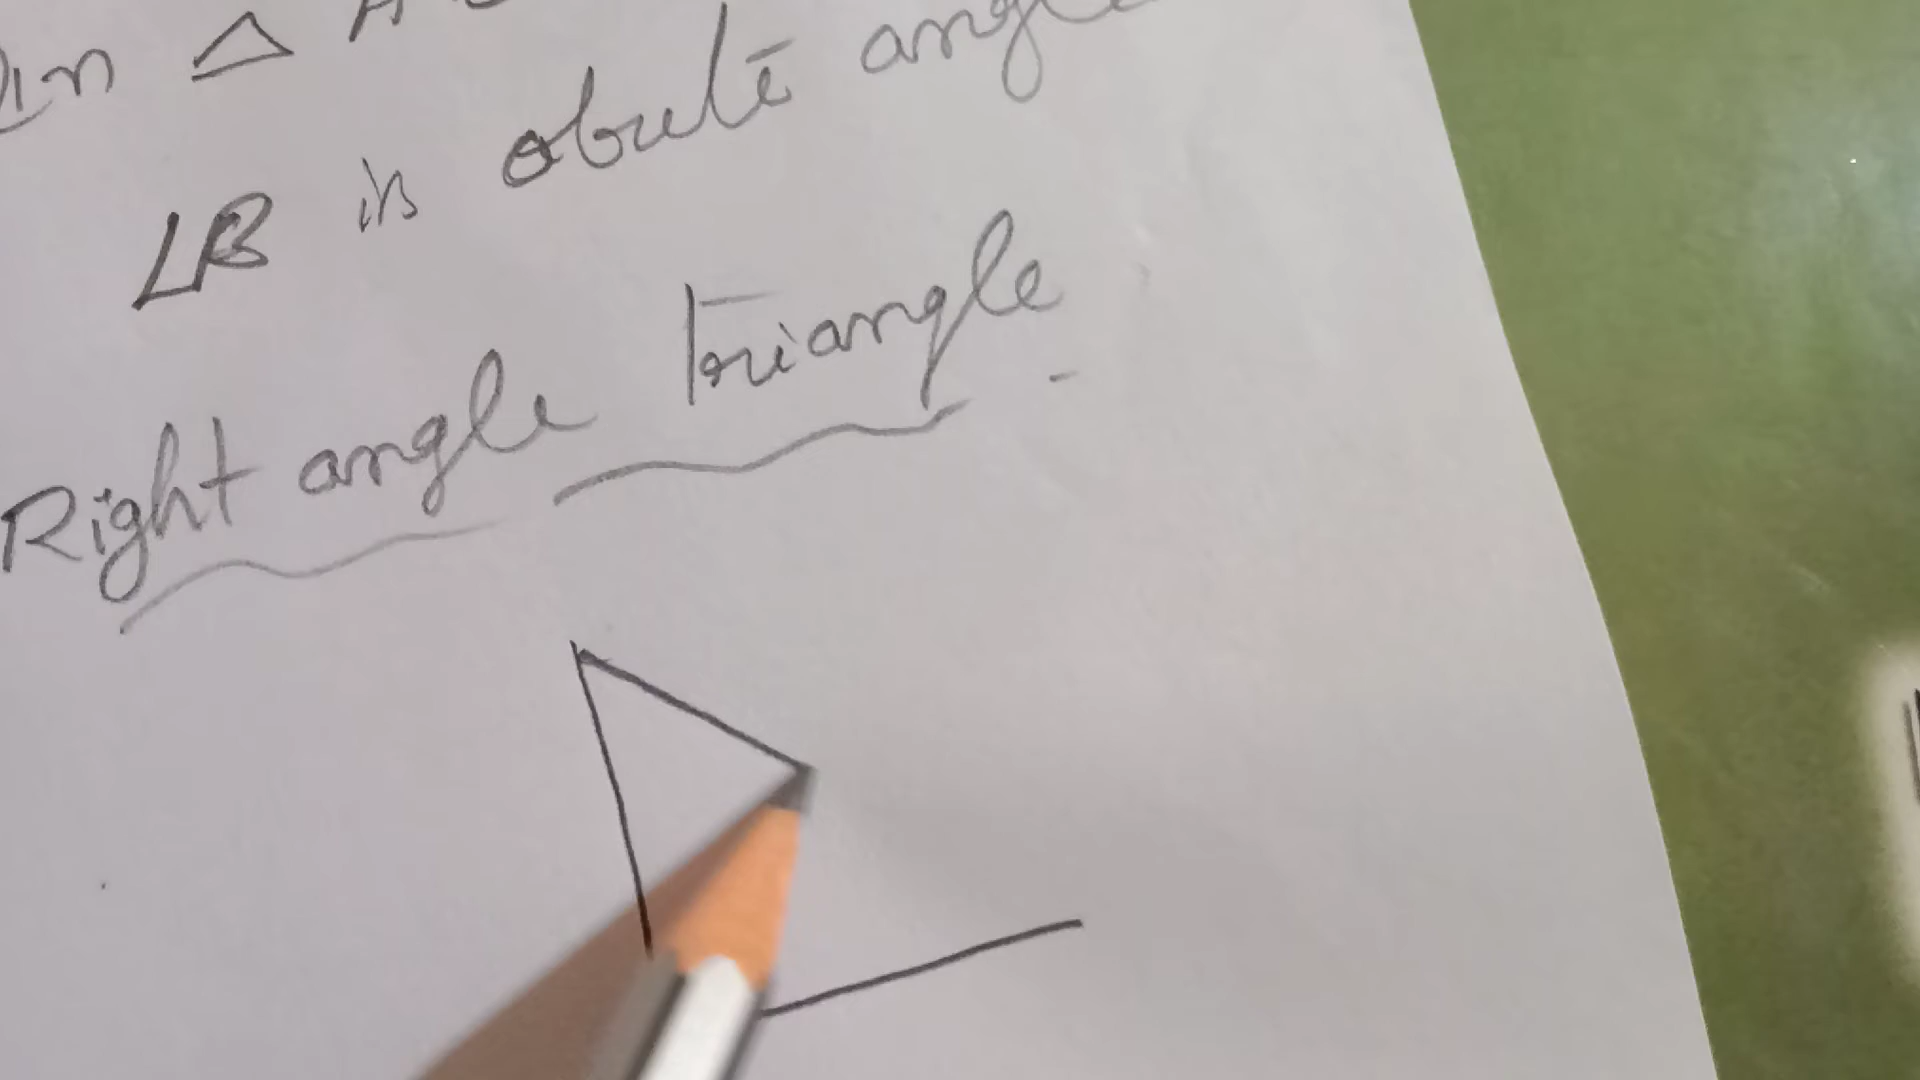 In △ A
∠B is obute angle
Right angle triangle -